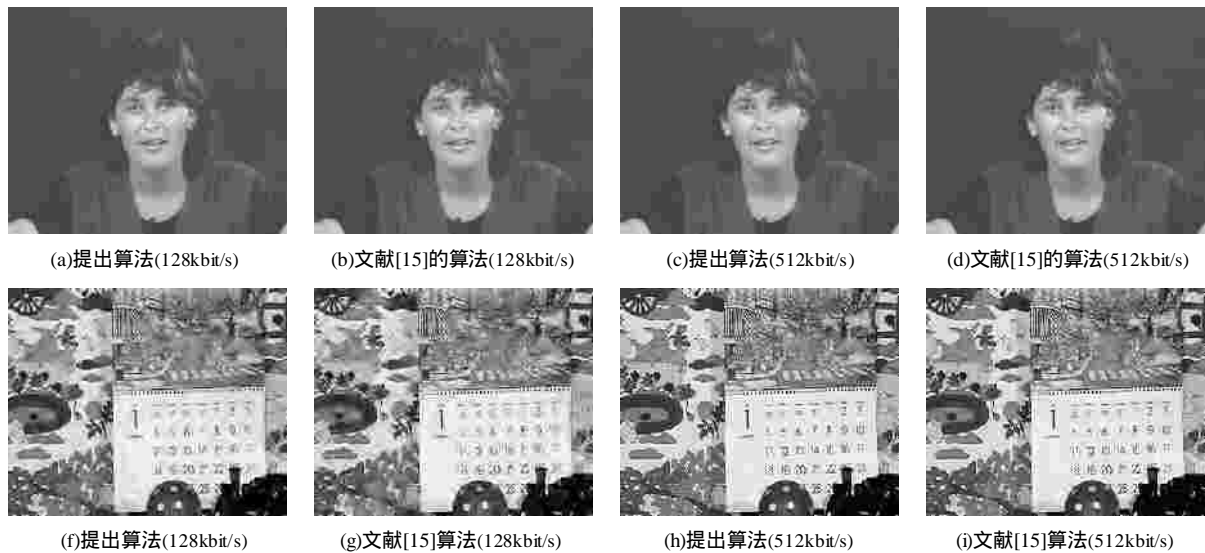 (a)提出算法(128kbit/s)
(b)文献[15]的算法(128kbit/s)
(c)提出算法(512kbit/s)
(d)文献[15]的算法(512kbit/s)
(f)提出算法(128kbit/s)
(g)文献[15]算法(128kbit/s)
(h)提出算法(512kbit/s)
(i)文献[15]算法(512kbit/s)